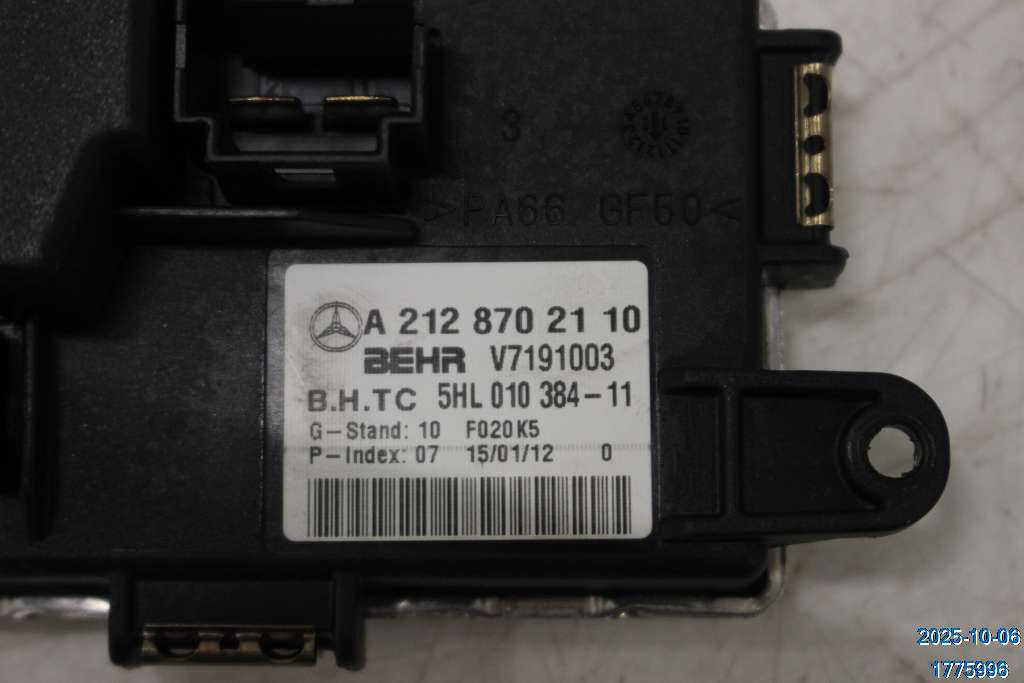 3
>PA66 GF50<
A 212 870 21 10
BEHR V7191003
B.H.TC 5HL 010 384-11
G-Stand: 10 F020K5
P-Index: 07 15/01/12 0
2025-10-06
1775996